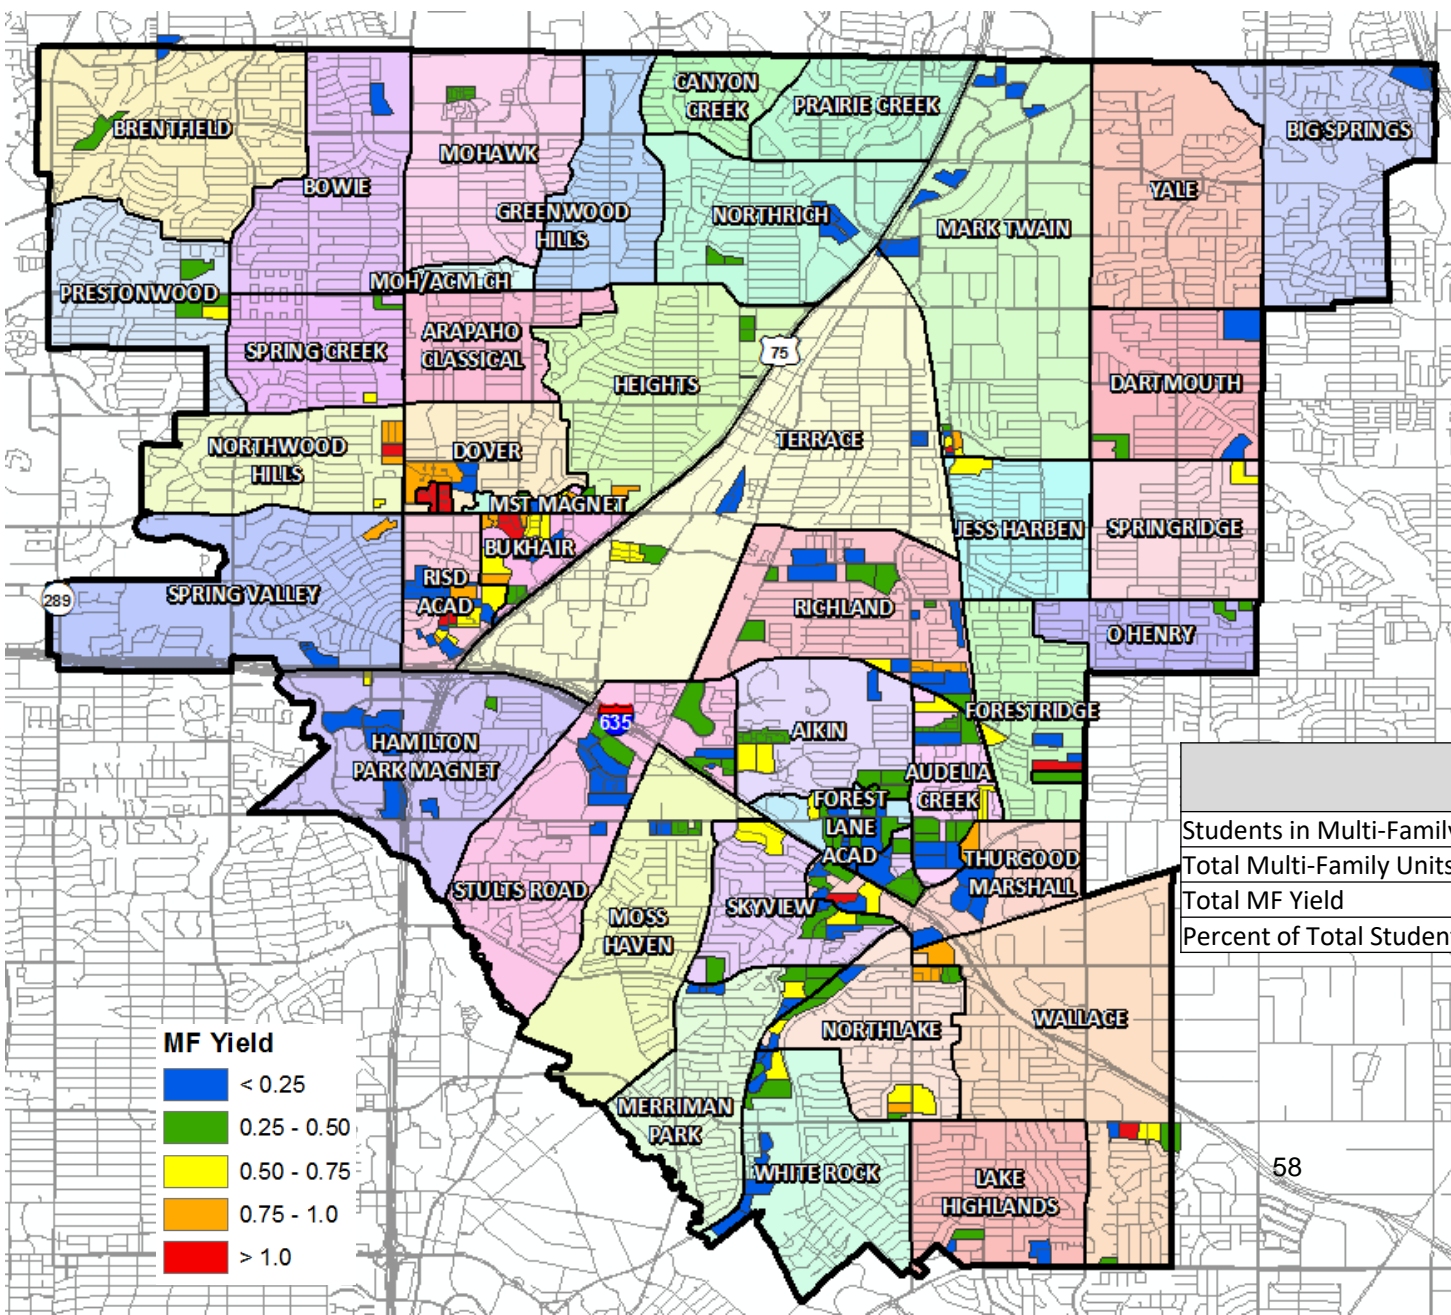 CANYON
CREEK
PRAIRIE CREEK
BRENTFIELD
BIG SPRINGS
MOHAWK
BOWIE
YALE
GREENWOOD
HILLS
NORTHRICH
MARK TWAIN
MOH/ACM.CH
PRESTONWOOD
ARAPAHO
CLASSICAL
SPRING CREEK
75
HEIGHTS
DARTMOUTH
TERRACE
NORTHWOOD
HILLS
DOVER
MST MAGNET
JESS HARBEN
SPRINGRIDGE
BUKHAIR
RISD
ACAD
SPRING VALLEY
289
RICHLAND
O HENRY
FORESTRIDGE
635
AIKIN
HAMILTON
PARK MAGNET
AUDELIA
CREEK
FOREST
LANE
ACAD
Students in Multi-Family
Total Multi-Family Units
Total MF Yield
Percent of Total Studen
THURGOOD
MARSHALL
STULTS ROAD
SKYVIEW
MOSS
HAVEN
WALLACE
NORTHLAKE
MF Yield
< 0.25
0.25 - 0.50
0.50 - 0.75
0.75 - 1.0
> 1.0
MERRIMAN
PARK
WHITE ROCK
LAKE
HIGHLANDS
58